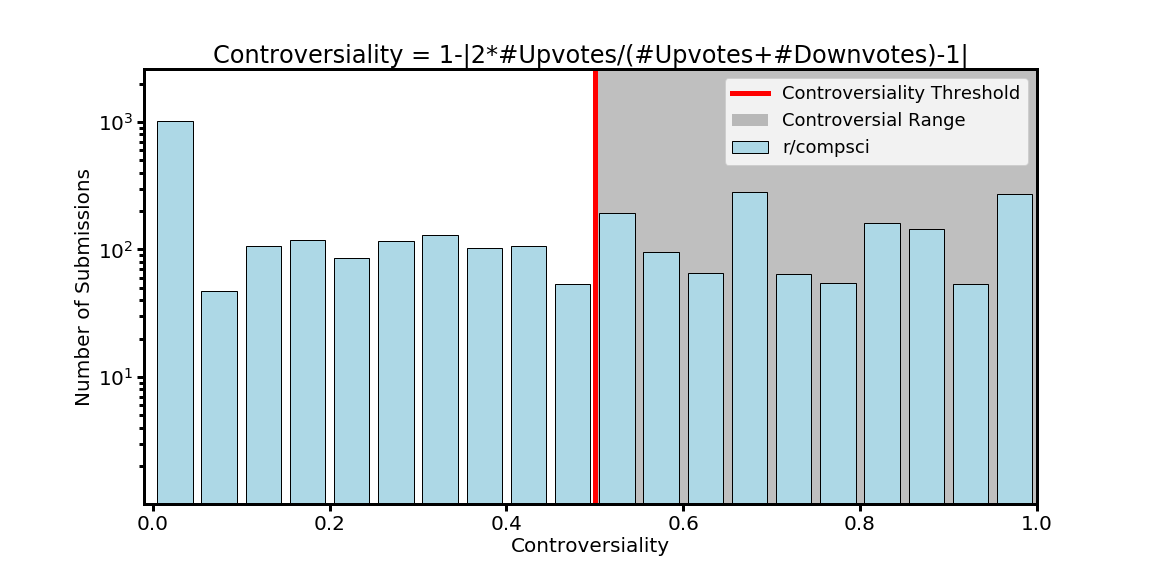 Controversiality = 1-|2*#Upvotes/(#Upvotes+#Downvotes)-1|
Controversiality Threshold
Controversial Range
r/compsci
10³
10²
10¹
Number of Submissions
0.0 0.2 0.4 0.6 0.8 1.0
Controversiality